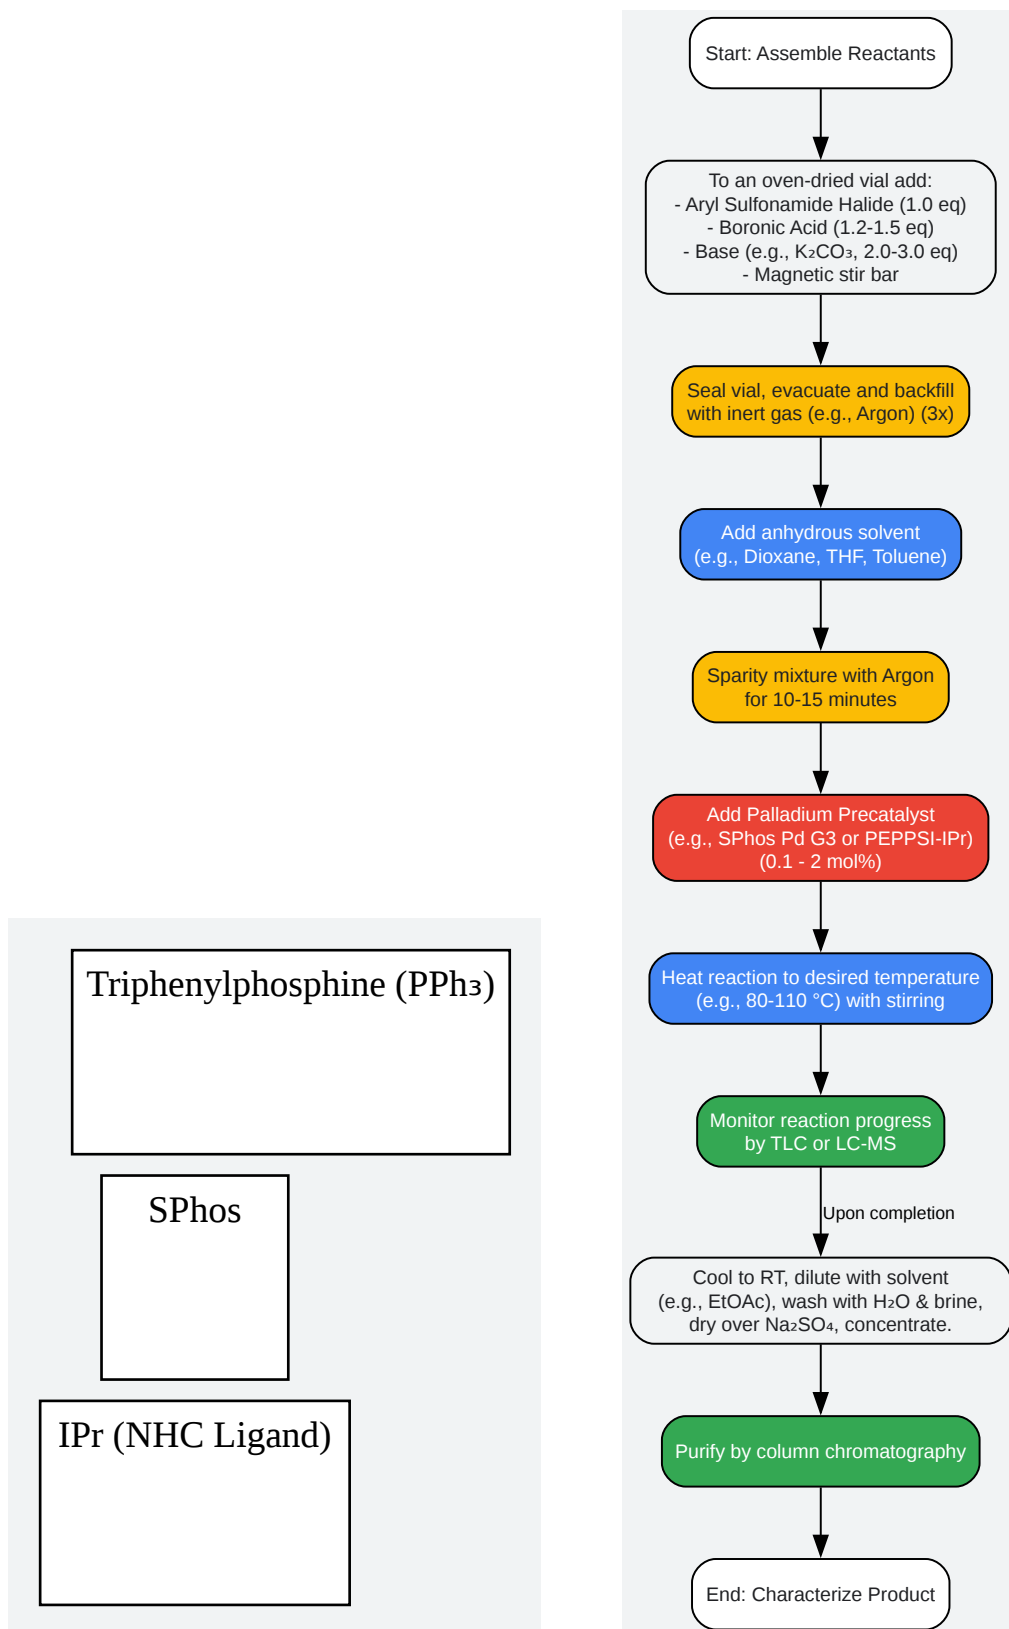 Start: Assemble Reactants
To an oven-dried vial add:
- Aryl Sulfonamide Halide (1.0 eq)
- Boronic Acid (1.2-1.5 eq)
- Base (e.g., K₂CO₃, 2.0-3.0 eq)
- Magnetic stir bar
Seal vial, evacuate and backfill
with inert gas (e.g., Argon) (3x)
Add anhydrous solvent
(e.g., Dioxane, THF, Toluene)
Sparity mixture with Argon
for 10-15 minutes
Add Palladium Precatalyst
(e.g., SPhos Pd G3 or PEPPSI-IPr)
(0.1 - 2 mol%)
Heat reaction to desired temperature
(e.g., 80-110 °C) with stirring
Monitor reaction progress
by TLC or LC-MS
Upon completion
Cool to RT, dilute with solvent
(e.g., EtOAc), wash with H₂O & brine,
dry over Na₂SO₄, concentrate.
Purify by column chromatography
End: Characterize Product
Triphenylphosphine (PPh₃)
SPhos
IPr (NHC Ligand)